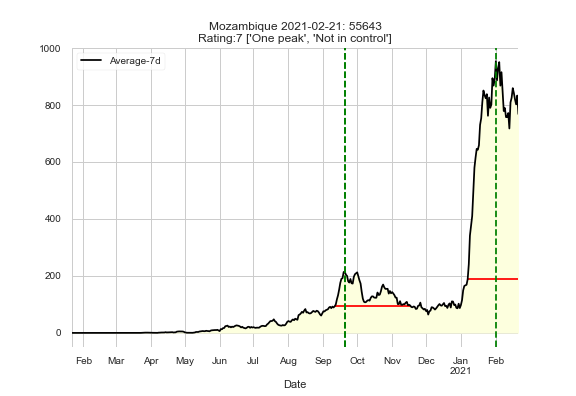 Mozambique 2021-02-21: 55643
Rating:7 ['One peak', 'Not in control']
Average-7d
1000
800
600
400
200
0
Feb Mar Apr May Jun Jul Aug Sep Oct Nov Dec Jan Feb
2021
Date